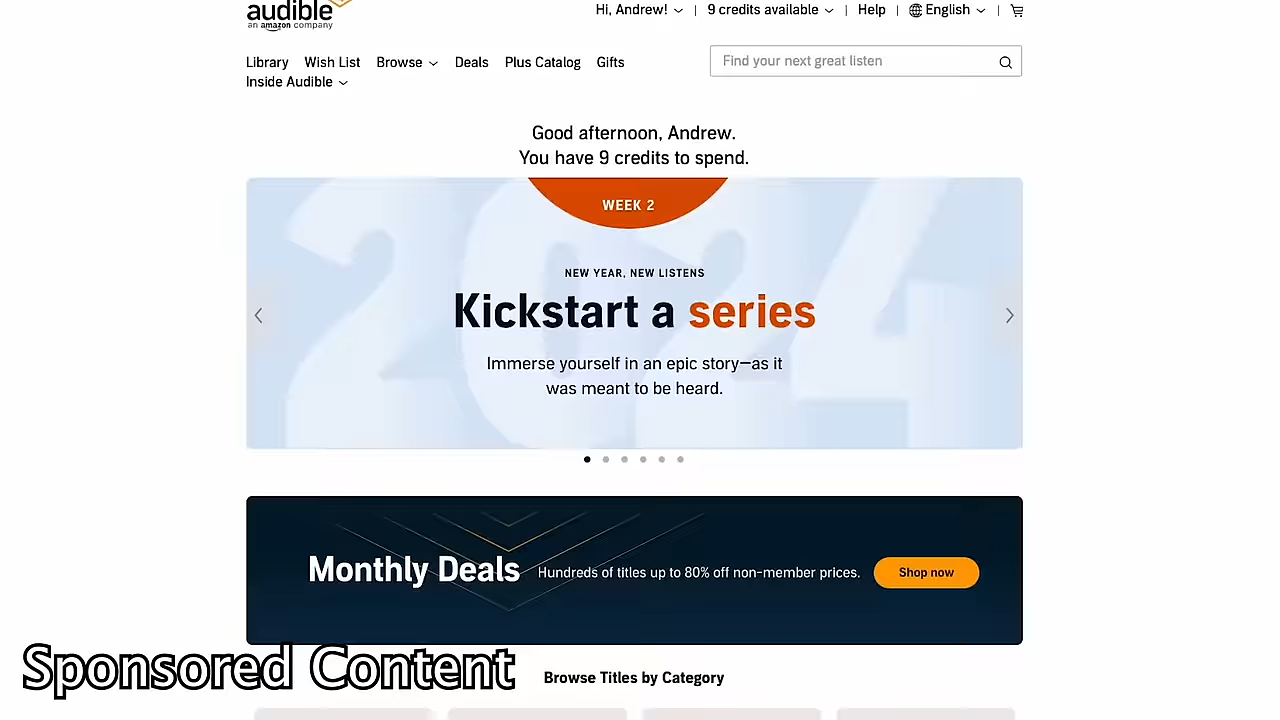 audible
an amazon company
Hi, Andrew! | 9 credits available | Help | English |
Library Wish List Browse Deals Plus Catalog Gifts
Inside Audible
Find your next great listen
Good afternoon, Andrew.
You have 9 credits to spend.
2024
WEEK 2
NEW YEAR, NEW LISTENS
Kickstart a series
Immerse yourself in an epic story—as it
was meant to be heard.
Monthly Deals Hundreds of titles up to 80% off non-member prices. Shop now
Sponsored Content
Browse Titles by Category